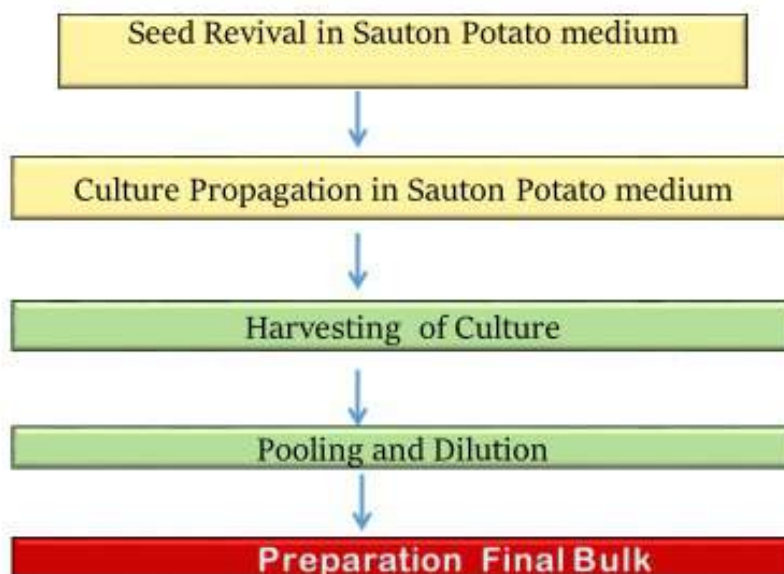 Seed Revival in Sauton Potato medium
Culture Propagation in Sauton Potato medium
Harvesting of Culture
Pooling and Dilution
Preparation Final Bulk